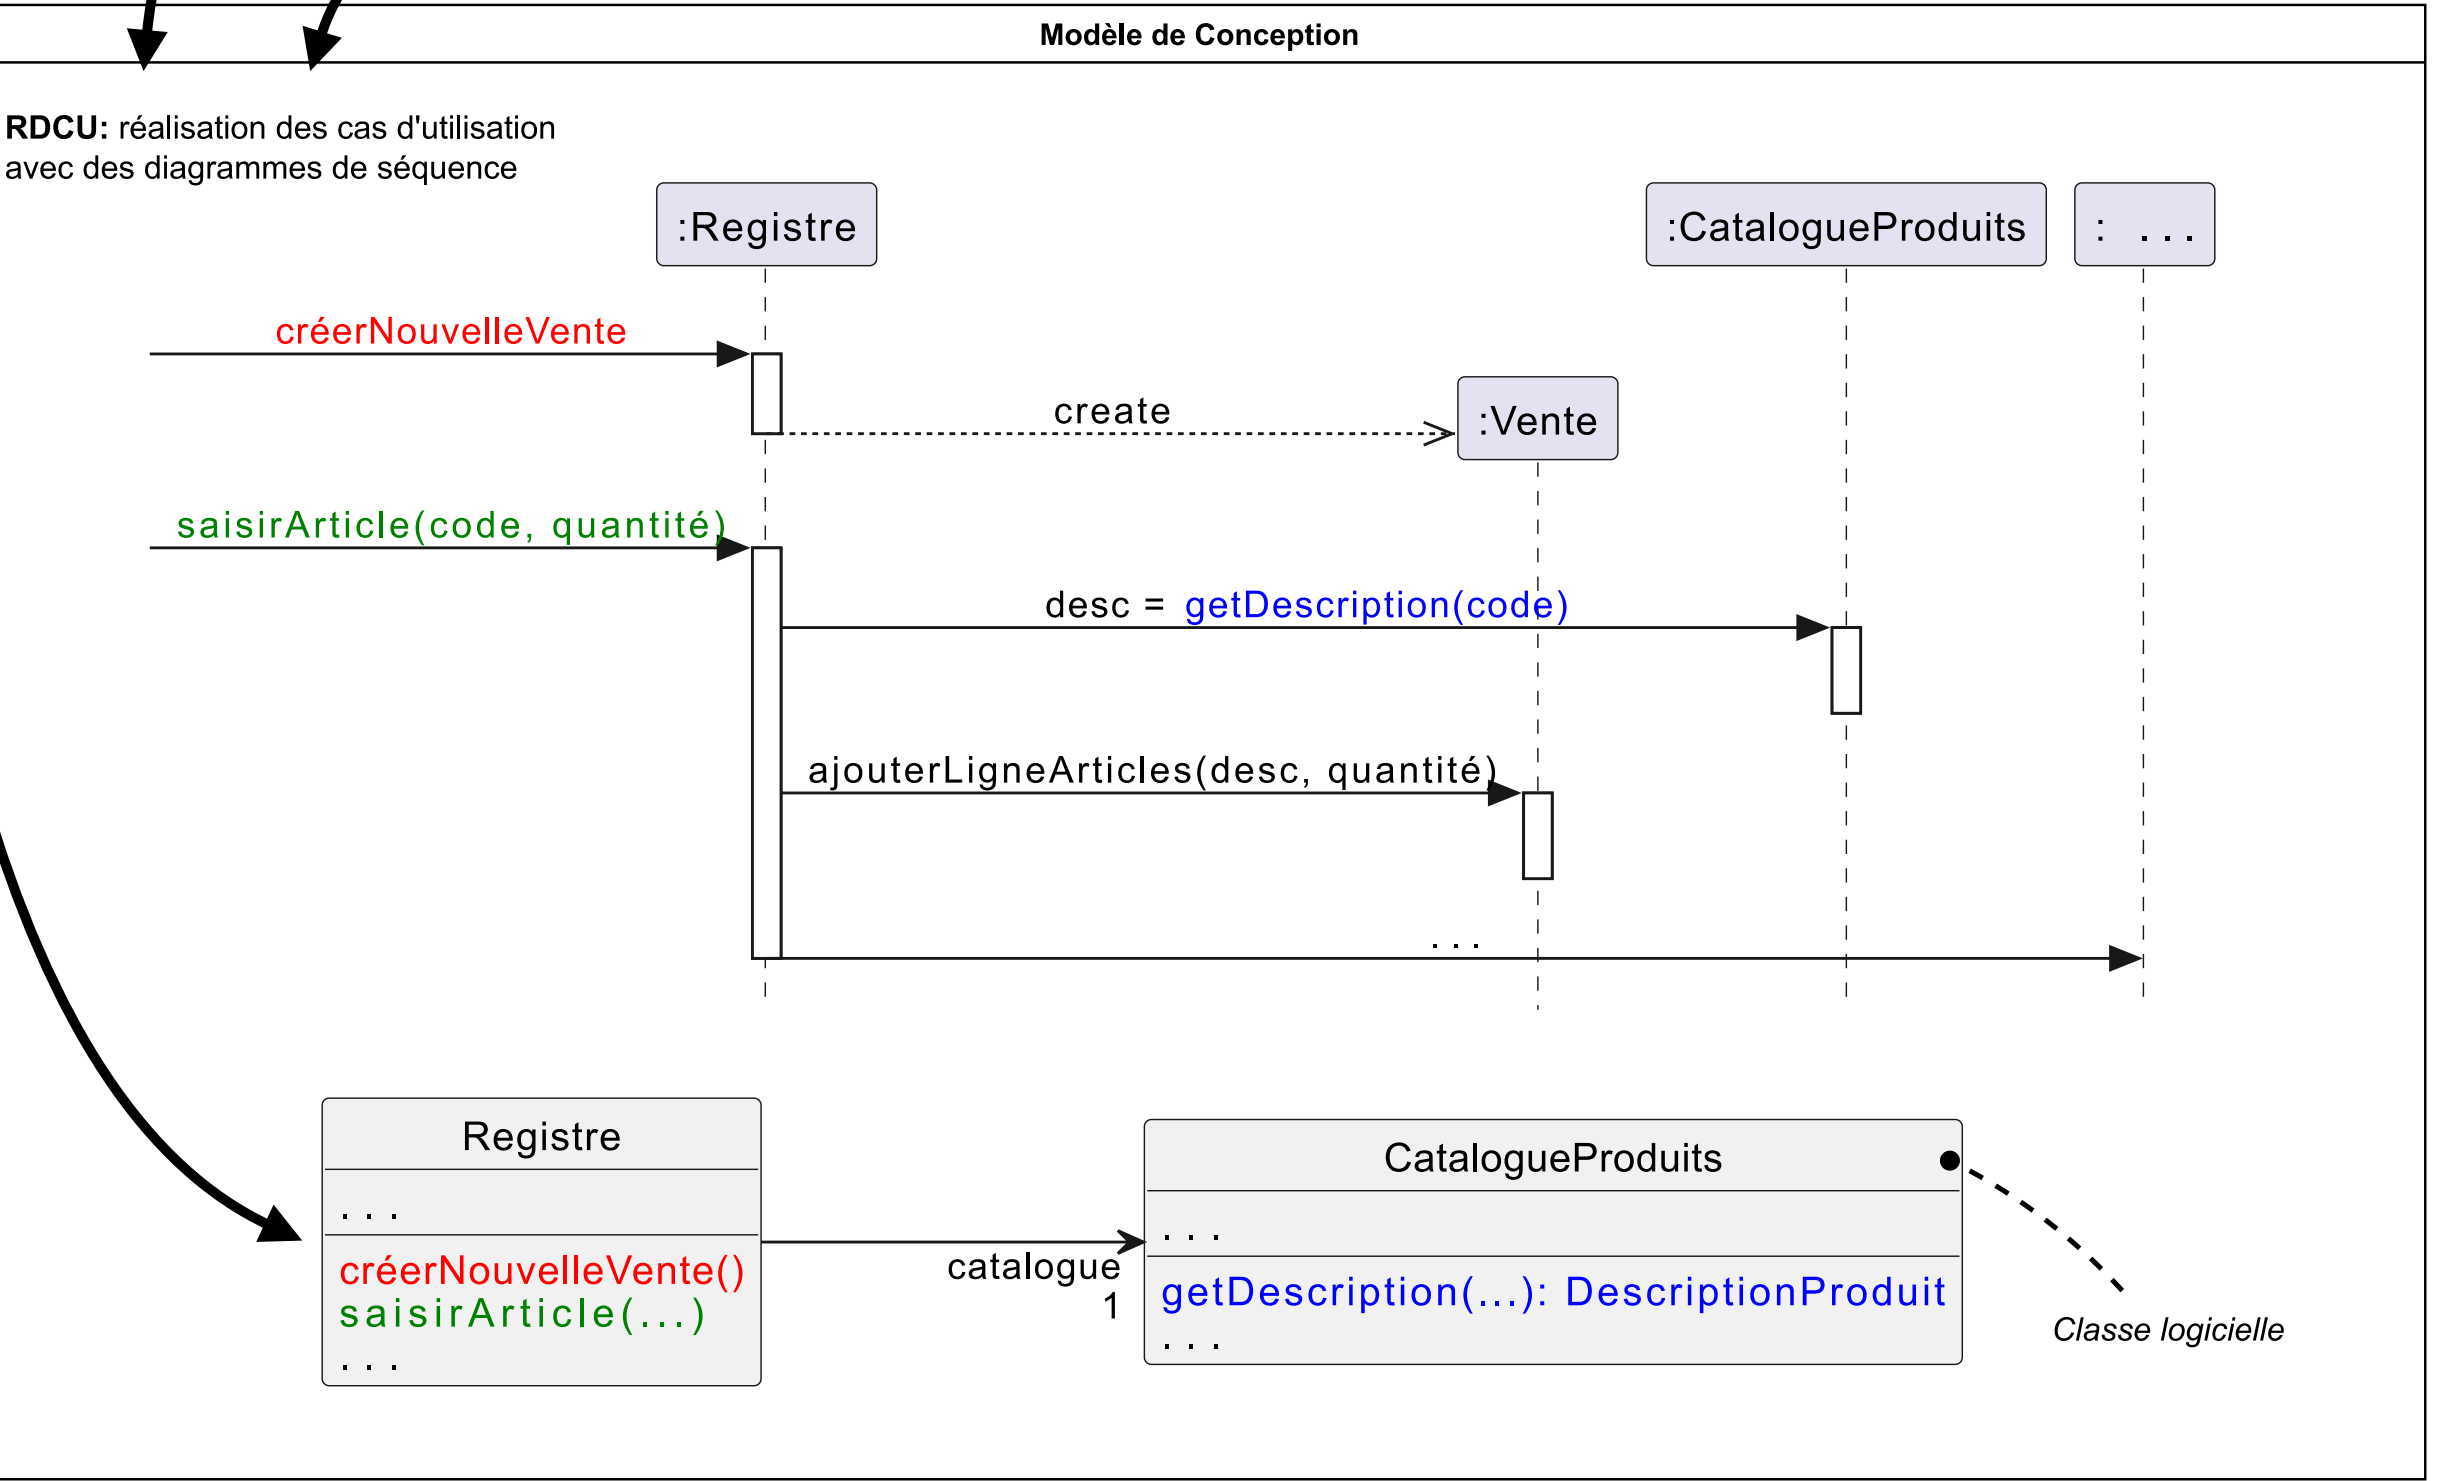 Modèle de Conception
RDCU: réalisation des cas d'utilisation
avec des diagrammes de séquence
:Registre
:CatalogueProduits
: ...
créerNouvelleVente
create
:Vente
saisirArticle(code, quantité)
desc = getDescription(code)
ajouterLigneArticles(desc, quantité)
...
Registre
...
créerNouvelleVente()
saisirArticle(...)
...
catalogue
1
CatalogueProduits
...
getDescription(...): DescriptionProduit
...
Classe logicielle